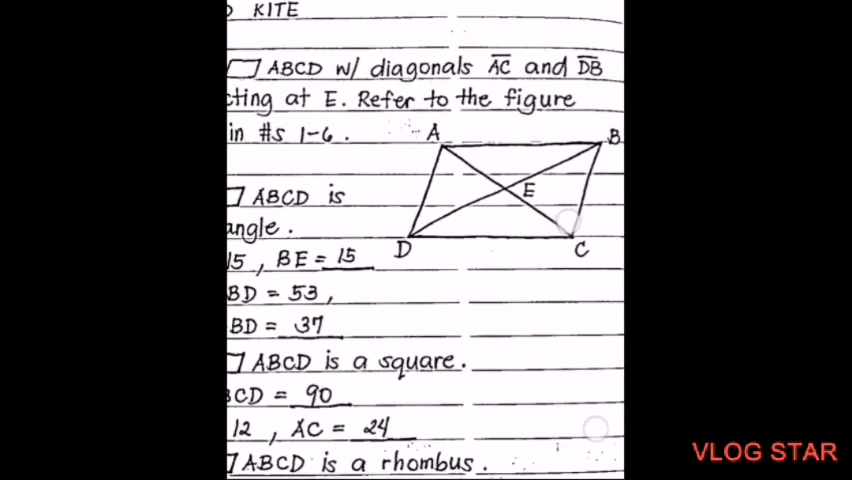 KITE
▱ ABCD w/ diagonals AC and DB
cting at E. Refer to the figure
in #s 1-6.
A
B
E
D
C
ABCD is
angle.
15, BE = 15
BD = 53,
BD = 37
ABCD is a square.
BCD = 90
12, AC = 24
ABCD is a rhombus.
VLOG STAR